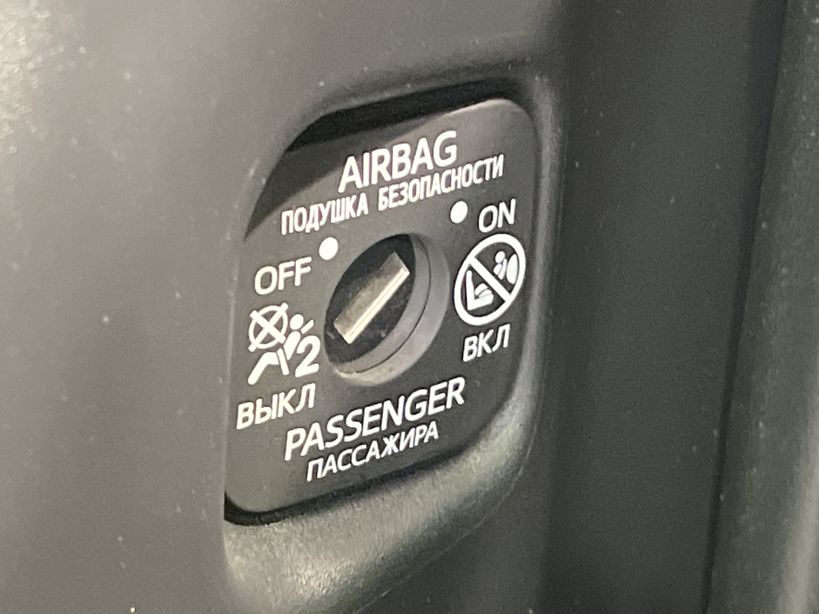 AIRBAG
ПОДУШКА БЕЗОПАСНОСТИ
OFF
ON
2
ВЫКЛ
ВКЛ
PASSENGER
ПАССАЖИРА